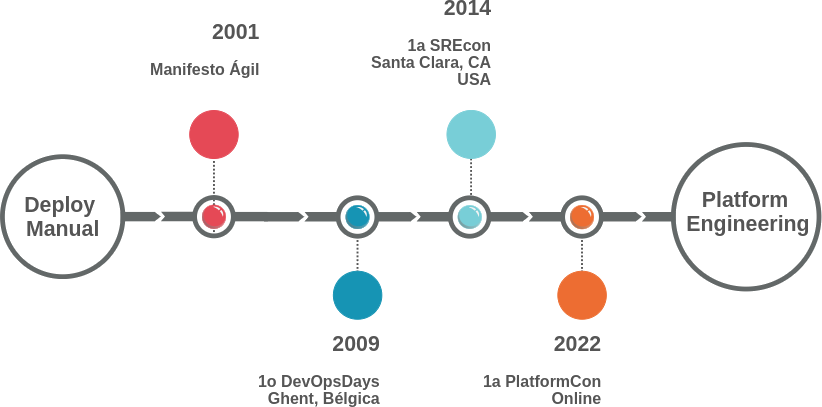 2014
1a SREcon
Santa Clara, CA
USA
2001
Manifesto Ágil
Deploy
Manual
Platform
Engineering
2009
1o DevOpsDays
Ghent, Bélgica
2022
1a PlatformCon
Online